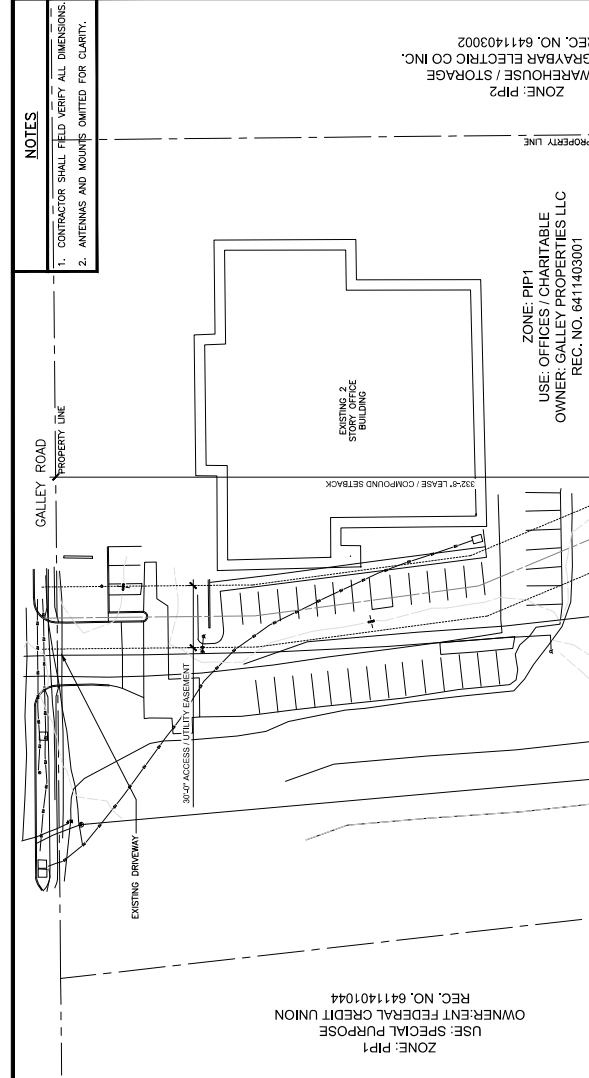 NOTES
1. CONTRACTOR SHALL FIELD VERIFY ALL DIMENSIONS.
2. ANTENNAS AND MOUNTS OMITTED FOR CLARITY.
ZONE: PIP2
WAREHOUSE / STORAGE
GRAYBAR ELECTRIC CO INC.
REC. NO. 6411403002
PROPERTY LINE
ZONE: PIP1
USE: OFFICES / CHARITABLE
OWNER: GALLEY PROPERTIES LLC
REC. NO. 6411403001
EXISTING 2
STORY OFFICE
BUILDING
GALLEY ROAD
PROPERTY LINE
332'-8" LEASE / COMPOUND SETBACK
30'-0" ACCESS / UTILITY EASEMENT
EXISTING DRIVEWAY
ZONE: PIP1
USE: SPECIAL PURPOSE
OWNER:ENT FEDERAL CREDIT UNION
REC. NO. 6411401044